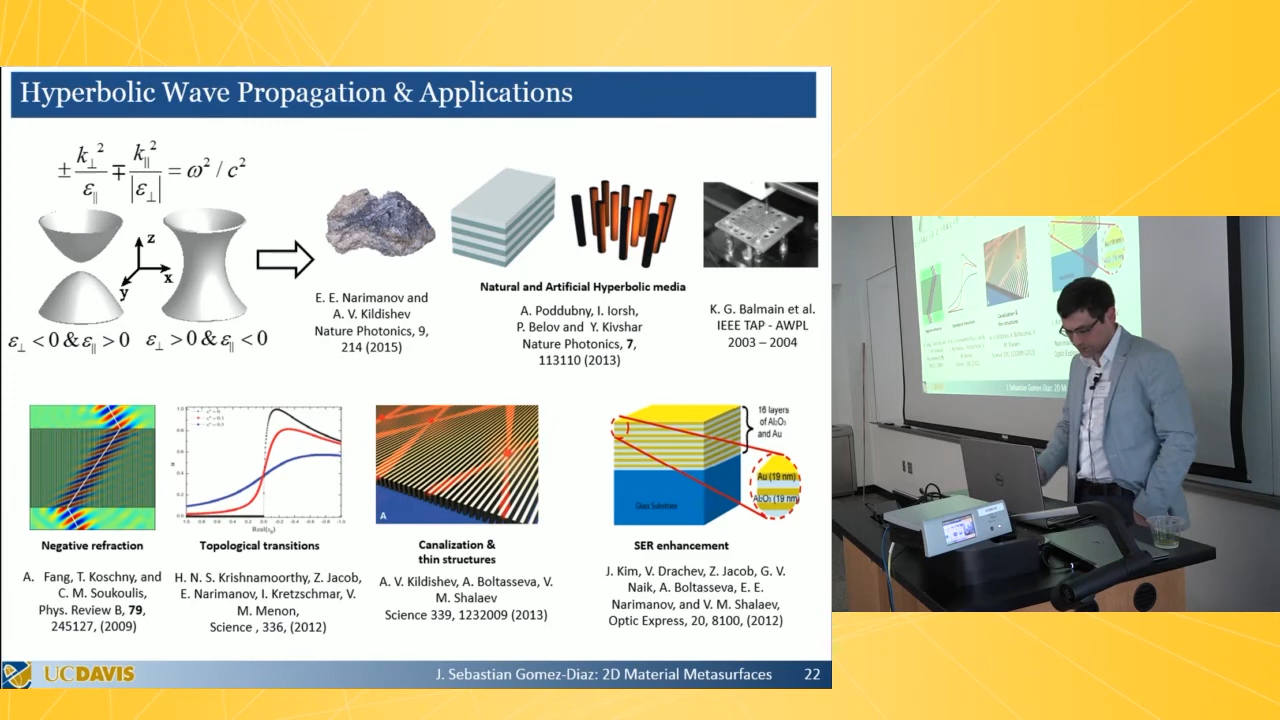 Hyperbolic Wave Propagation & Applications
± k⊥² / ε∥ ∓ k∥² / |ε⊥| = ω² / c²
z
y
x
ε⊥ < 0 & ε∥ > 0
ε⊥ > 0 & ε∥ < 0
E. E. Narimanov and
A. V. Kildishev
Nature Photonics, 9,
214 (2015)
Natural and Artificial Hyperbolic media
A. Poddubny, I. Iorsh,
P. Belov and Y. Kivshar
Nature Photonics, 7,
113110 (2013)
K. G. Balmain et al.
IEEE TAP - AWPL
2003 – 2004
A
16 layers
of Al₂O₃
and Au
Au (19 nm)
Al₂O₃ (19 nm)
Glass Substrate
Negative refraction
A. Fang, T. Koschny, and
C. M. Soukoulis,
Phys. Review B, 79,
245127, (2009)
Topological transitions
H. N. S. Krishnamoorthy, Z. Jacob,
E. Narimanov, I. Kretzschmar, V.
M. Menon,
Science , 336, (2012)
Canalization &
thin structures
A. V. Kildishev, A. Boltasseva, V.
M. Shalaev
Science 339, 1232009 (2013)
SER enhancement
J. Kim, V. Drachev, Z. Jacob, G. V.
Naik, A. Boltasseva, E. E.
Narimanov, and V. M. Shalaev,
Optic Express, 20, 8100, (2012)
UCDAVIS
J. Sebastian Gomez-Diaz: 2D Material Metasurfaces
22